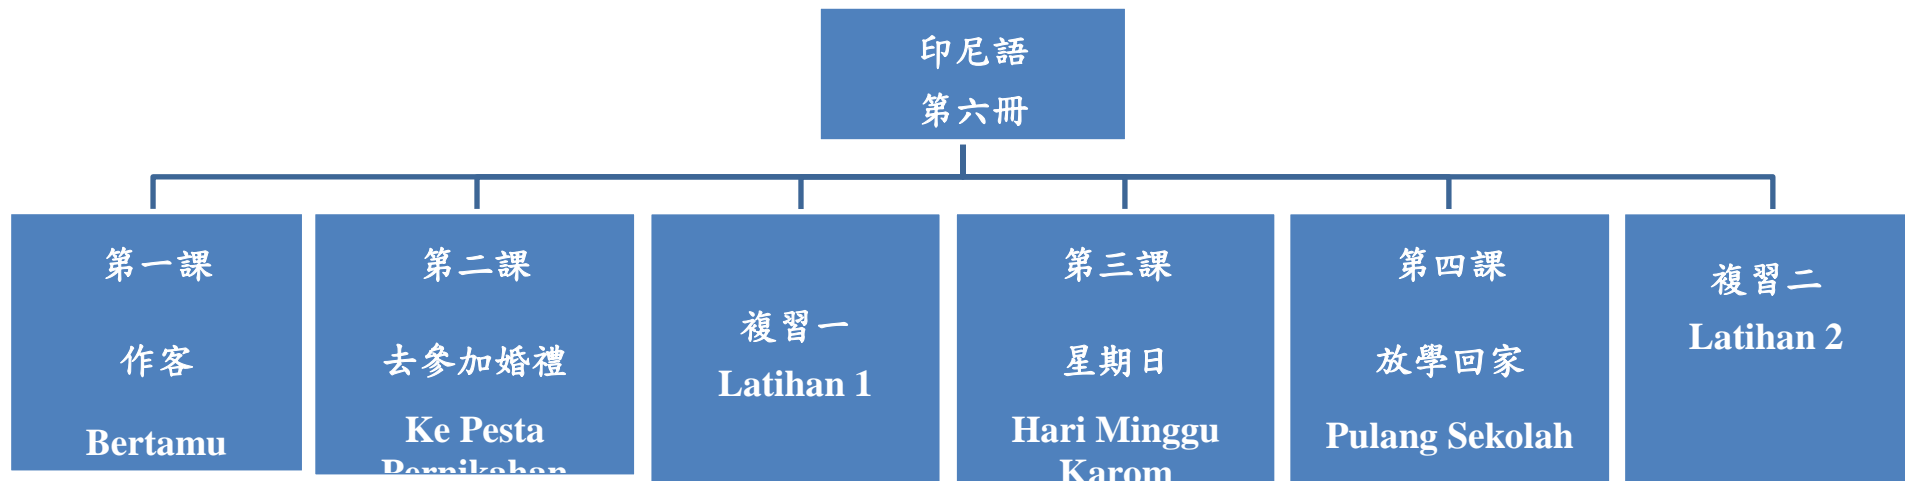 印尼語
第六冊
第一課
作客
Bertamu
第二課
去參加婚禮
Ke Pesta
Pernikahan
複習一
Latihan 1
第三課
星期日
Hari Minggu
Karom
第四課
放學回家
Pulang Sekolah
複習二
Latihan 2